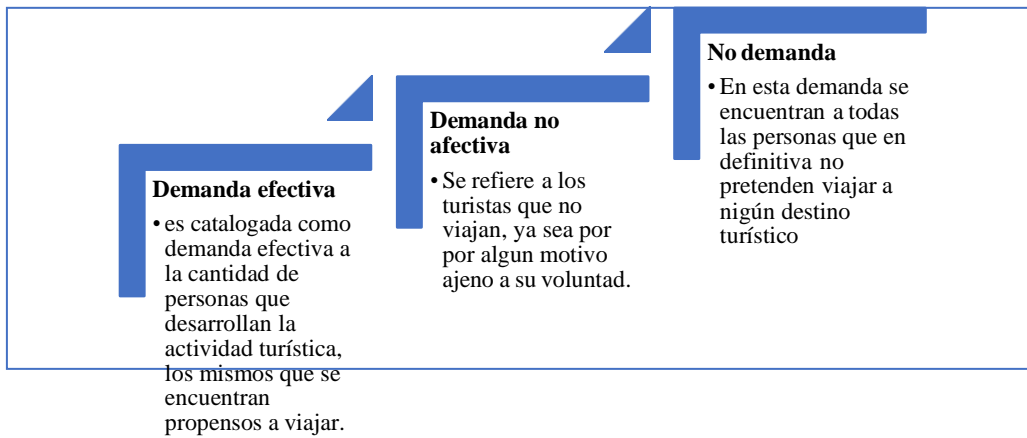 Demanda efectiva
• es catalogada como
demanda efectiva a
la cantidad de
personas que
desarrollan la
actividad turística,
los mismos que se
encuentran
propensos a viajar.
Demanda no
afectiva
• Se refiere a los
turistas que no
viajan, ya sea por
por algun motivo
ajeno a su voluntad.
No demanda
• En esta demanda se
encuentran a todas
las personas que en
definitiva no
pretenden viajar a
nigún destino
turístico